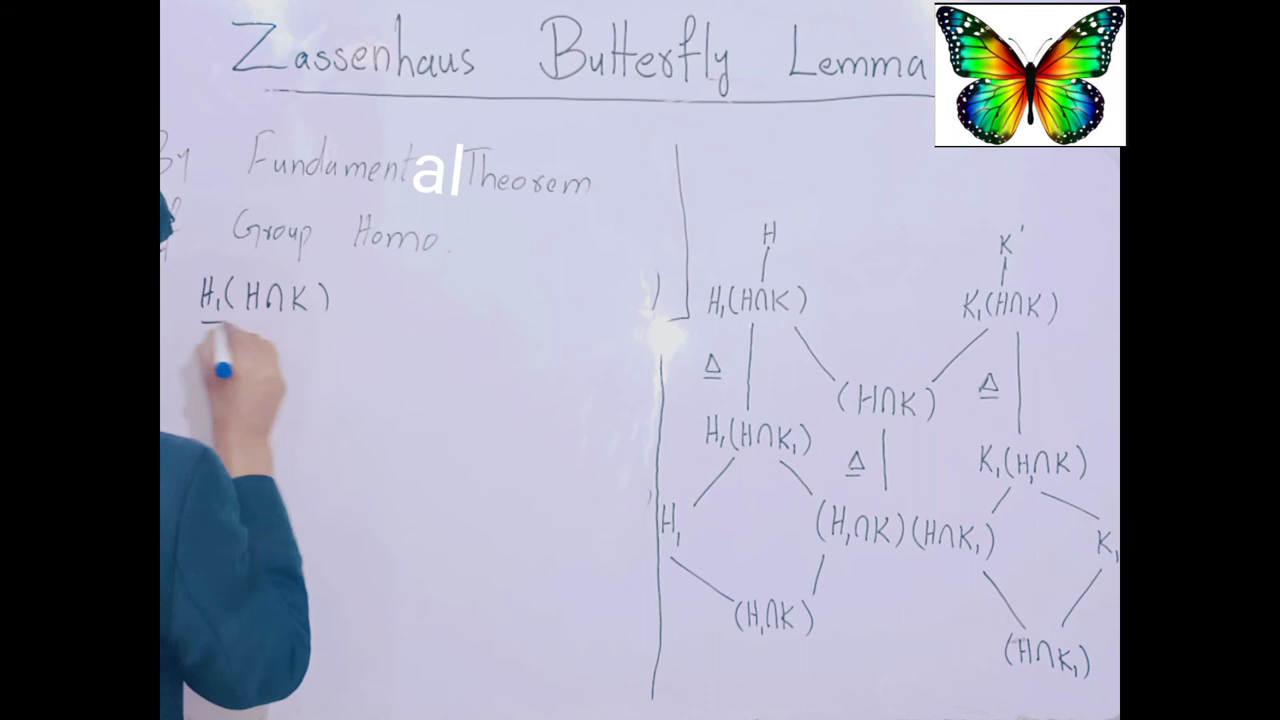 Zassenhaus Butterfly Lemma
By Fundamental Theorem
Group Homo.
H₁(H∩K)
H
K'
H₁(H∩K)
K₁(H∩K)
Δ
(H∩K)
Δ
H₁(H∩K₁)
Δ
K₁(H₁∩K)
H₁
(H₁∩K)(H∩K₁)
K₁
(H₁∩K)
(H∩K₁)